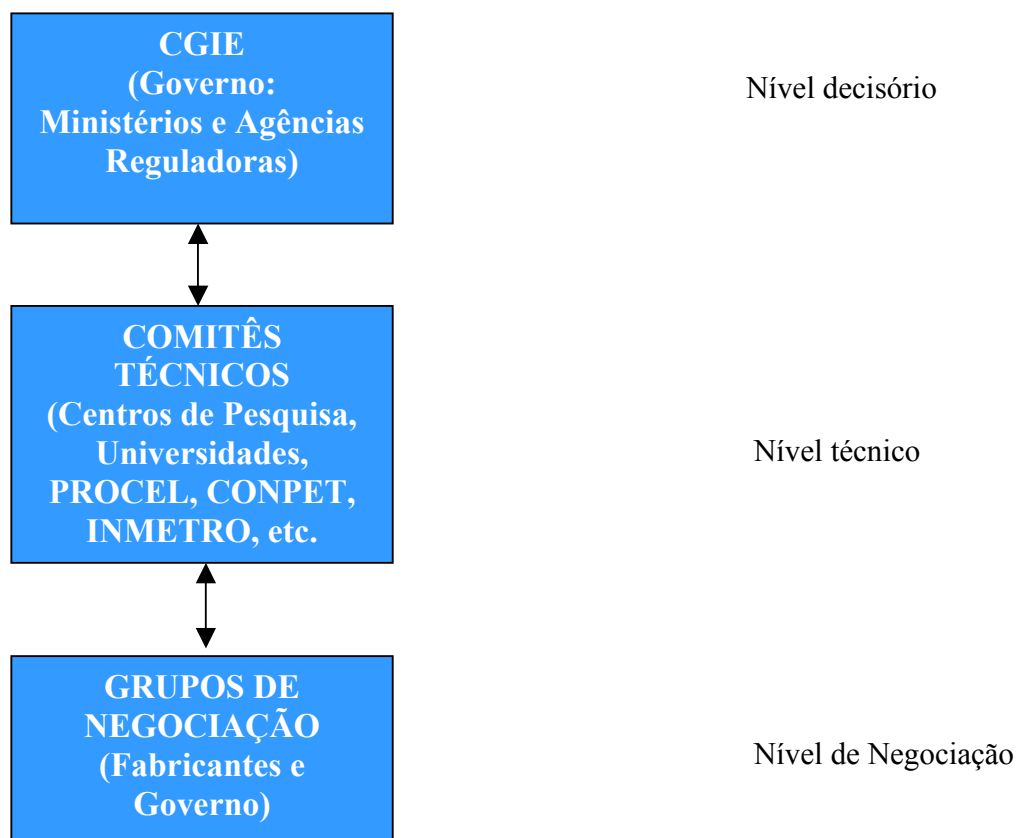 CGIE
(Governo:
Ministérios e Agências
Reguladoras)
Nível decisório
COMITÊS
TÉCNICOS
(Centros de Pesquisa,
Universidades,
PROCEL, CONPET,
INMETRO, etc.
Nível técnico
GRUPOS DE
NEGOCIAÇÃO
(Fabricantes e
Governo)
Nível de Negociação